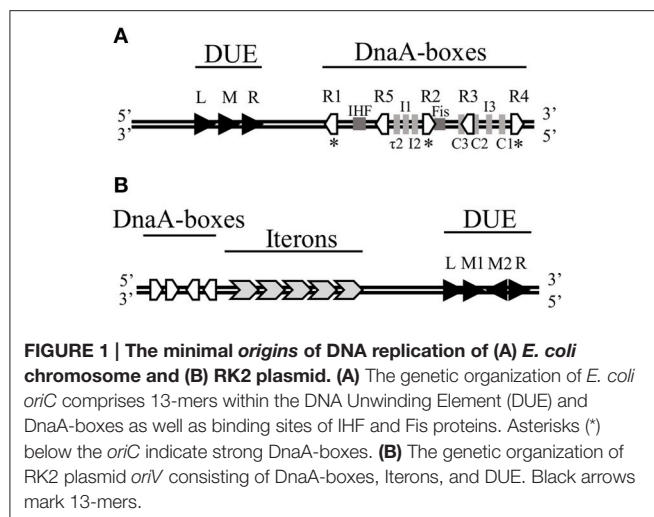 A
DUE DnaA-boxes
L M R R1 IHF R5 I1 R2 Fis R3 I3 R4
5' 3'
3' 5'
* τ2 I2 * C3 C2 C1 *
B
DnaA-boxes Iterons DUE
L M1 M2 R
5' 3'
3' 5'
FIGURE 1 | The minimal origins of DNA replication of (A) E. coli
chromosome and (B) RK2 plasmid. (A) The genetic organization of E. coli
oriC comprises 13-mers within the DNA Unwinding Element (DUE) and
DnaA-boxes as well as binding sites of IHF and Fis proteins. Asterisks (*)
below the oriC indicate strong DnaA-boxes. (B) The genetic organization of
RK2 plasmid oriV consisting of DnaA-boxes, Iterons, and DUE. Black arrows
mark 13-mers.